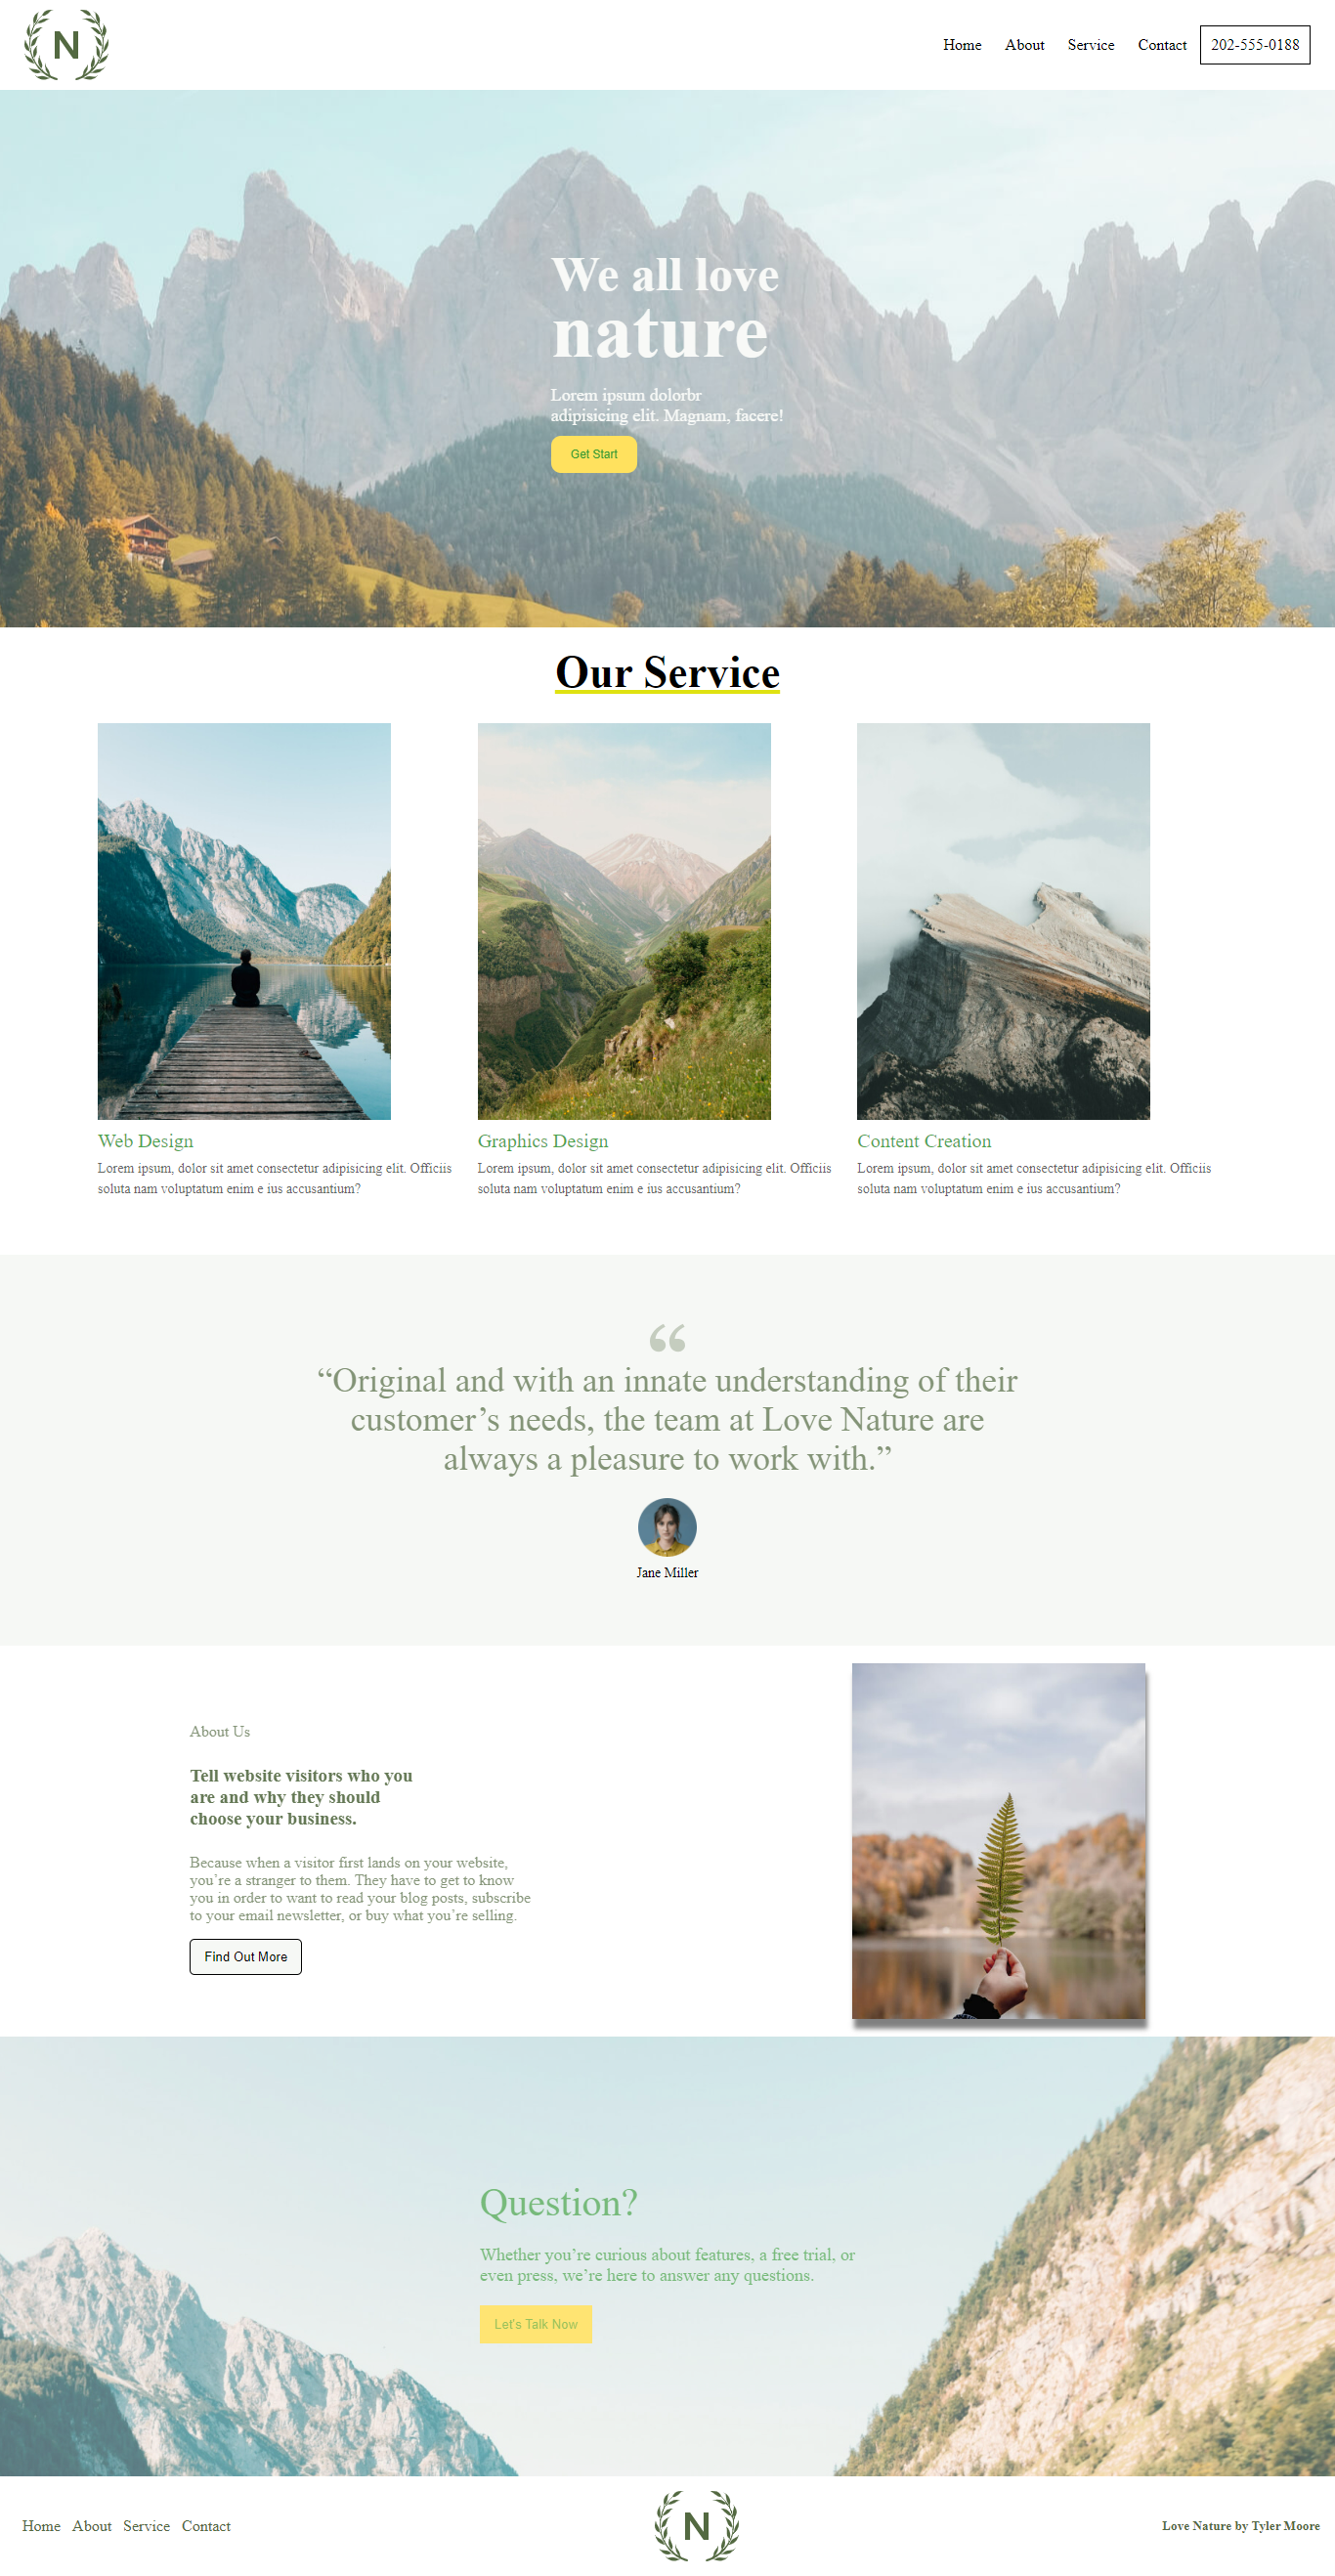 N
Home About Service Contact 202-555-0188
We all love
nature
Lorem ipsum dolorbr
adipisicing elit. Magnam, facere!
Get Start
Our Service
Web Design
Lorem ipsum, dolor sit amet consectetur adipisicing elit. Officiis
soluta nam voluptatum enim e ius accusantium?
Graphics Design
Lorem ipsum, dolor sit amet consectetur adipisicing elit. Officiis
soluta nam voluptatum enim e ius accusantium?
Content Creation
Lorem ipsum, dolor sit amet consectetur adipisicing elit. Officiis
soluta nam voluptatum enim e ius accusantium?
“
“Original and with an innate understanding of their
customer’s needs, the team at Love Nature are
always a pleasure to work with.”
Jane Miller
About Us
Tell website visitors who you
are and why they should
choose your business.
Because when a visitor first lands on your website,
you’re a stranger to them. They have to get to know
you in order to want to read your blog posts, subscribe
to your email newsletter, or buy what you’re selling.
Find Out More
Question?
Whether you’re curious about features, a free trial, or
even press, we’re here to answer any questions.
Let's Talk Now
Home About Service Contact
N
Love Nature by Tyler Moore